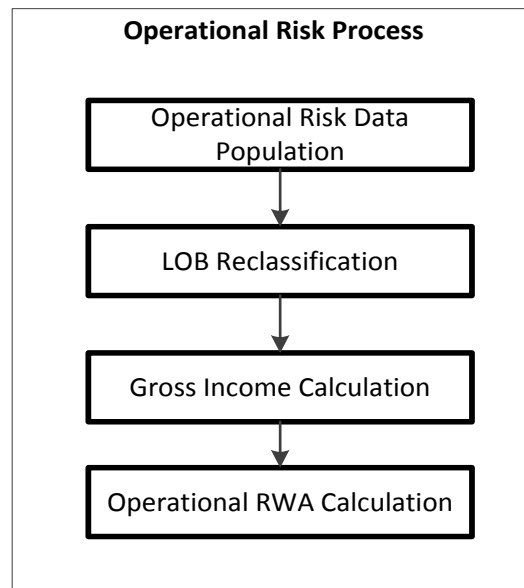 Operational Risk Process
Operational Risk Data
Population
LOB Reclassification
Gross Income Calculation
Operational RWA Calculation